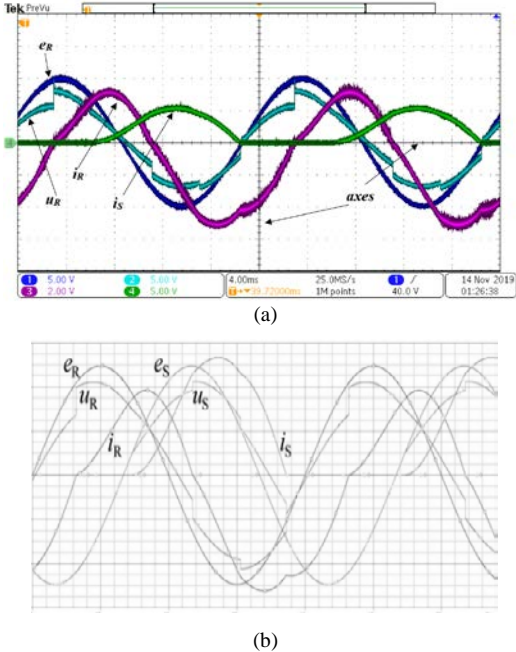 Tek PreVu
e_R
u_R
i_R
i_S
axes
1 5.00 V 2 5.00 V
3 2.00 V 4 5.00 V
4.00ms 25.0MS/s 1 /
39.72000ms 1M points 40.0 V
14 Nov 2019
01:26:38
(a)
e_R e_S
u_R u_S
i_R i_S
(b)